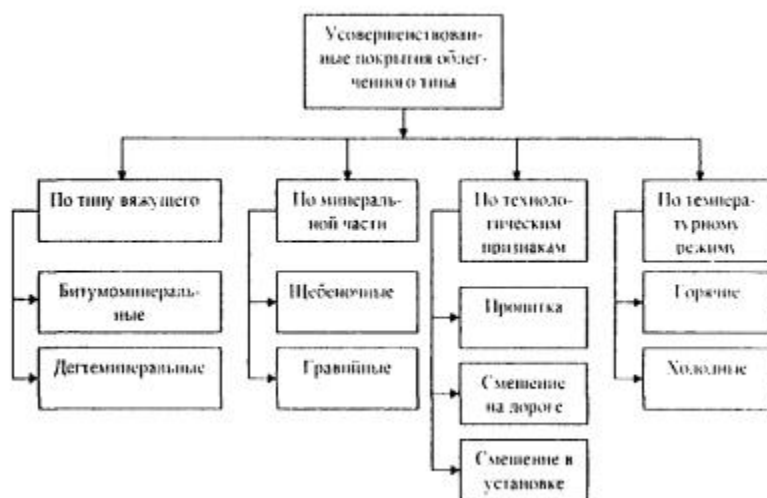 Усовершенствован-
ные покрытия облег-
ченного типа
По типу вяжущего
По минераль-
ной части
По техноло-
гическим
признакам
По темпера-
турному
режиму
Битумоминераль-
ные
Щебеночные
Пропитка
Горячие
Дегтеминеральные
Гравийные
Смешение
на дороге
Холодные
Смешение в
установке